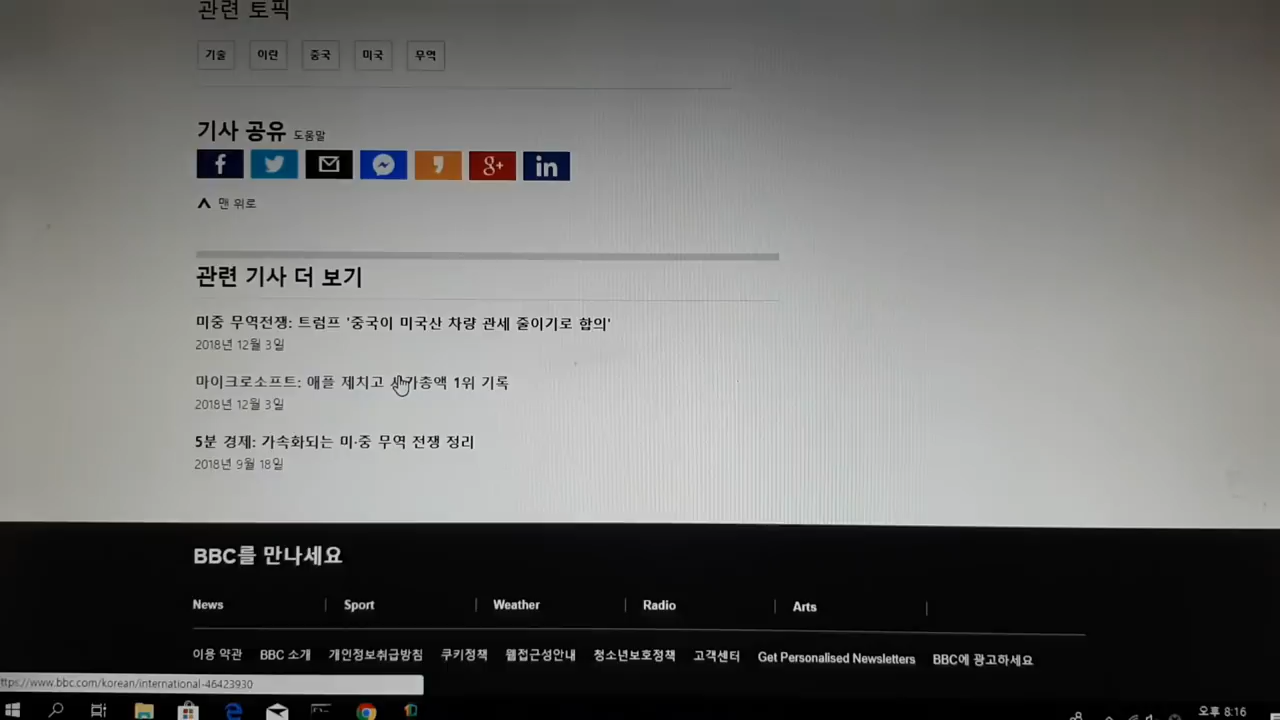 관련 토픽
기술 이란 중국 미국 무역
기사 공유 도움말
맨 위로
관련 기사 더 보기
미중 무역전쟁: 트럼프 '중국이 미국산 차량 관세 줄이기로 합의'
2018년 12월 3일
마이크로소프트: 애플 제치고 시가총액 1위 기록
2018년 12월 3일
5분 경제: 가속화되는 미·중 무역 전쟁 정리
2018년 9월 18일
BBC를 만나세요
News Sport Weather Radio Arts
이용 약관 BBC 소개 개인정보취급방침 쿠키정책 웹접근성안내 청소년보호정책 고객센터 Get Personalised Newsletters BBC에 광고하세요
ttps://www.bbc.com/korean/international-46423930
오후 8:16